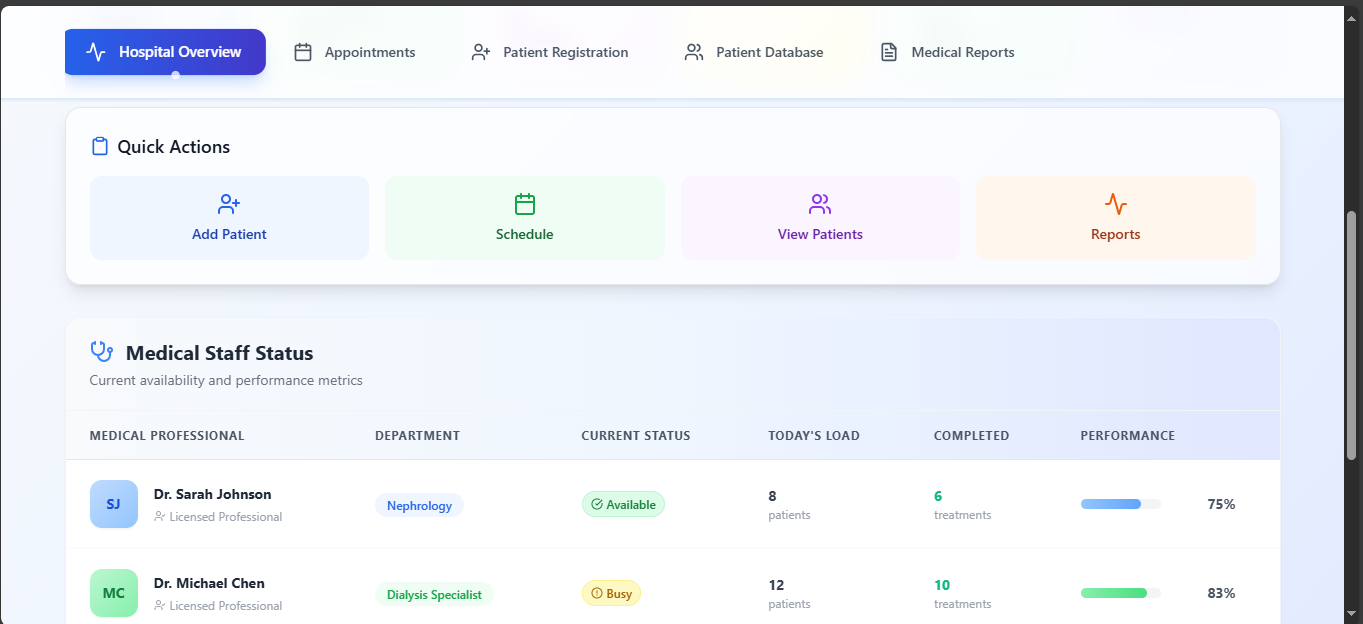 Hospital Overview
Appointments
Patient Registration
Patient Database
Medical Reports
Quick Actions
Add Patient
Schedule
View Patients
Reports
Medical Staff Status
Current availability and performance metrics
MEDICAL PROFESSIONAL DEPARTMENT CURRENT STATUS TODAY'S LOAD COMPLETED PERFORMANCE
SJ
Dr. Sarah Johnson
Licensed Professional
Nephrology
Available
8
patients
6
treatments
75%
MC
Dr. Michael Chen
Licensed Professional
Dialysis Specialist
Busy
12
patients
10
treatments
83%